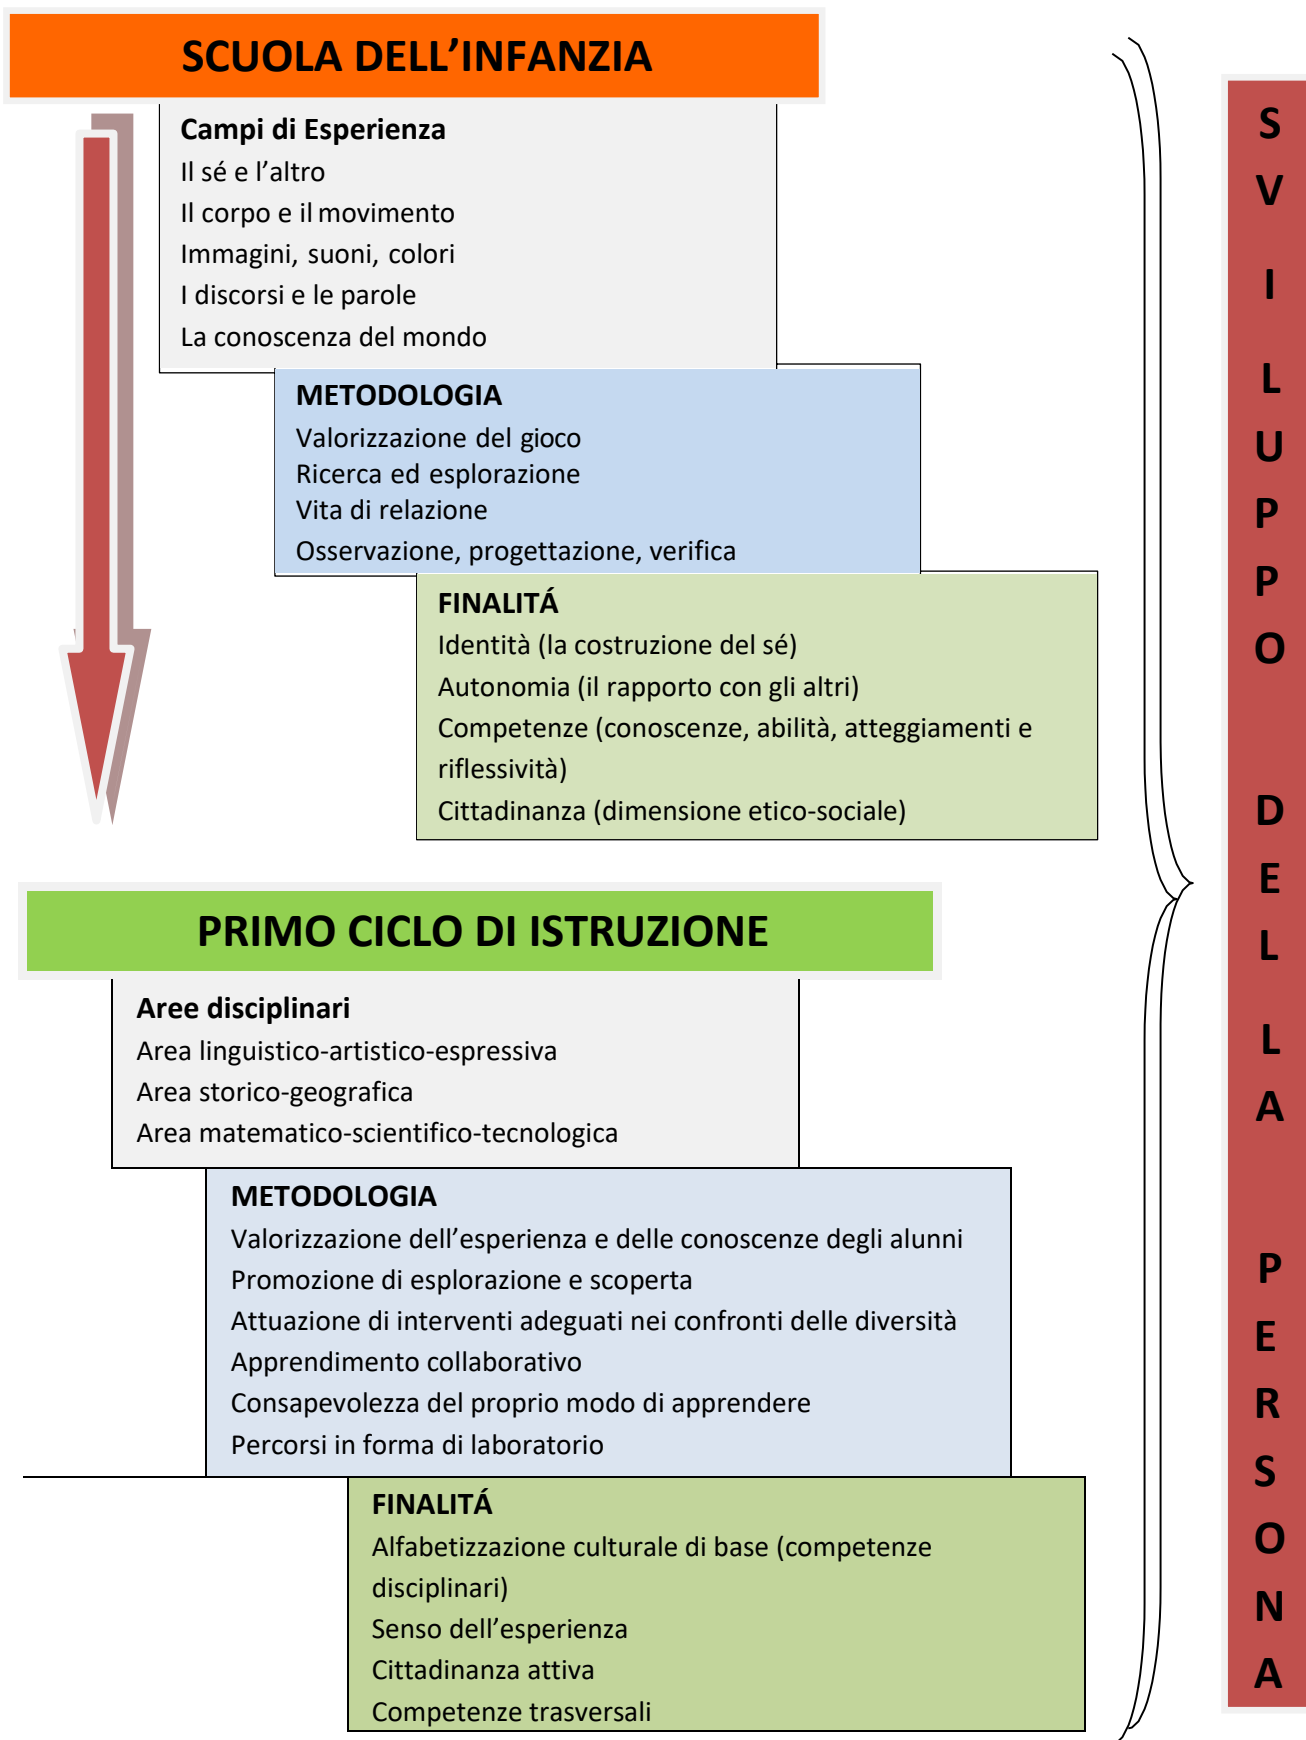 SCUOLA DELL’INFANZIA
Campi di Esperienza
Il sé e l’altro
Il corpo e il movimento
Immagini, suoni, colori
I discorsi e le parole
La conoscenza del mondo
METODOLOGIA
Valorizzazione del gioco
Ricerca ed esplorazione
Vita di relazione
Osservazione, progettazione, verifica
FINALITÁ
Identità (la costruzione del sé)
Autonomia (il rapporto con gli altri)
Competenze (conoscenze, abilità, atteggiamenti e
riflessività)
Cittadinanza (dimensione etico-sociale)
PRIMO CICLO DI ISTRUZIONE
Aree disciplinari
Area linguistico-artistico-espressiva
Area storico-geografica
Area matematico-scientifico-tecnologica
METODOLOGIA
Valorizzazione dell’esperienza e delle conoscenze degli alunni
Promozione di esplorazione e scoperta
Attuazione di interventi adeguati nei confronti delle diversità
Apprendimento collaborativo
Consapevolezza del proprio modo di apprendere
Percorsi in forma di laboratorio
FINALITÁ
Alfabetizzazione culturale di base (competenze
disciplinari)
Senso dell’esperienza
Cittadinanza attiva
Competenze trasversali
SVILUPPO DELLA PERSONA